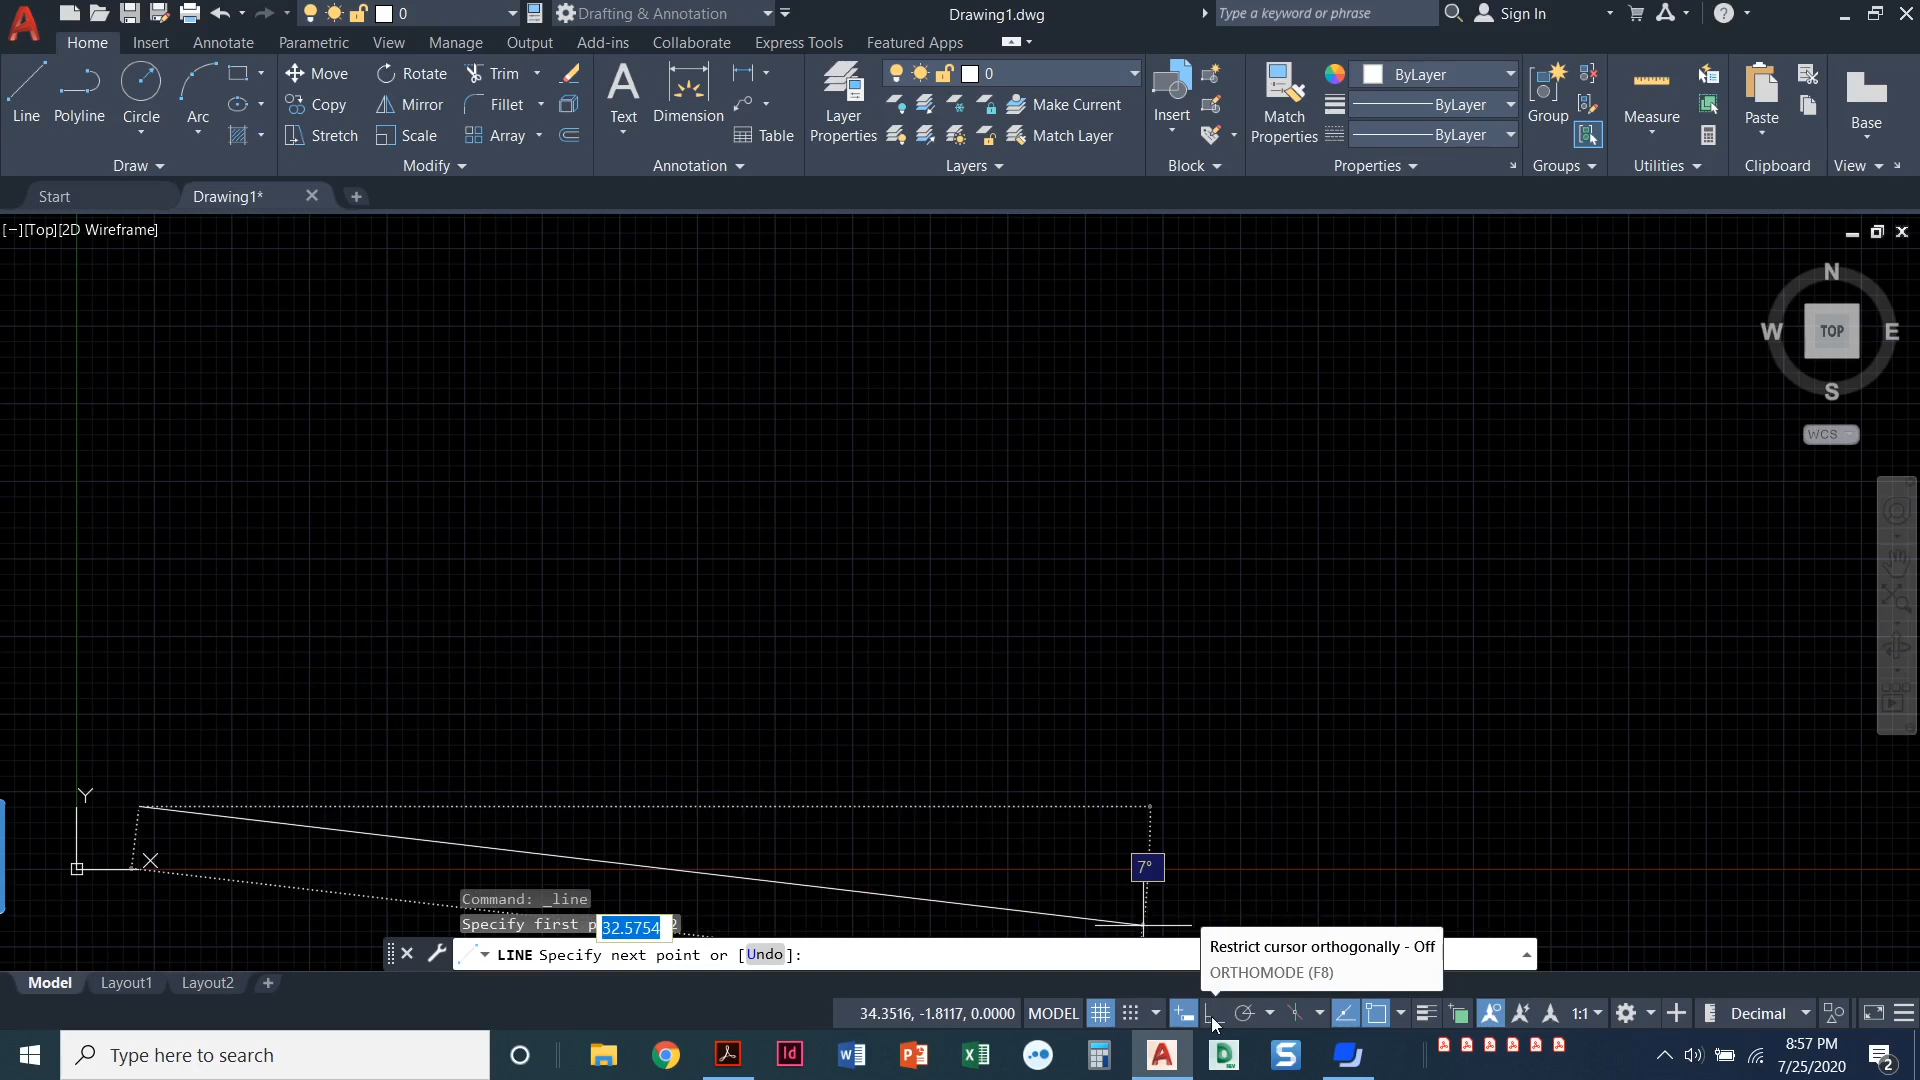 0
Drafting & Annotation
Drawing1.dwg
Type a keyword or phrase
Sign In
Home
Insert
Annotate
Parametric
View
Manage
Output
Add-ins
Collaborate
Express Tools
Featured Apps
Line
Polyline
Circle
Arc
Draw
Move
Rotate
Trim
Copy
Mirror
Fillet
Stretch
Scale
Array
Modify
Text
Dimension
Table
Annotation
Layer
Properties
0
Make Current
Match Layer
Layers
Insert
Block
Match
Properties
ByLayer
ByLayer
ByLayer
Properties
Group
Groups
Measure
Utilities
Paste
Clipboard
Base
View
Start
Drawing1*
[−][Top][2D Wireframe]
N
W
TOP
E
S
WCS
Y
X
7°
Command: _line
Specify first p
32.5754
2
LINE Specify next point or [Undo]:
Restrict cursor orthogonally - Off
ORTHOMODE (F8)
Model
Layout1
Layout2
34.3516, -1.8117, 0.0000
MODEL
1:1
Decimal
Type here to search
8:57 PM
7/25/2020
2